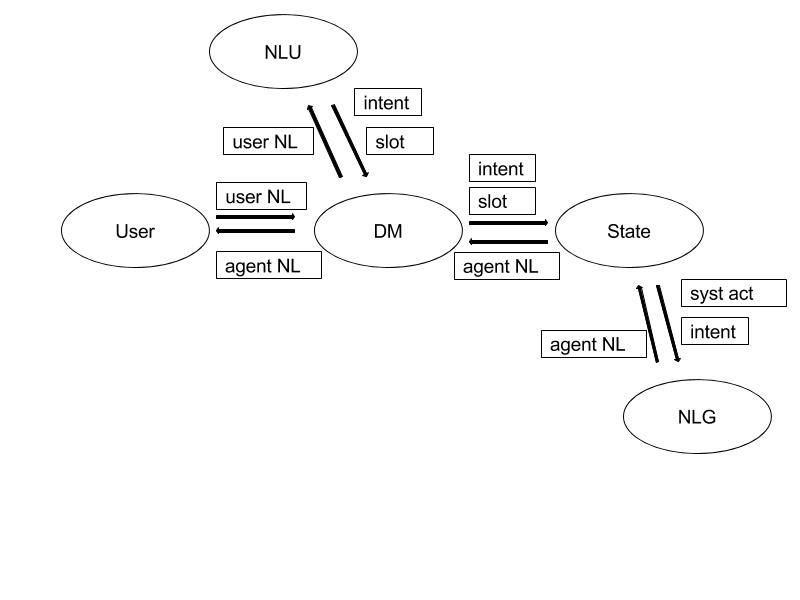 NLU
intent
user NL
slot
intent
user NL
slot
User
DM
State
agent NL
agent NL
syst act
intent
agent NL
NLG